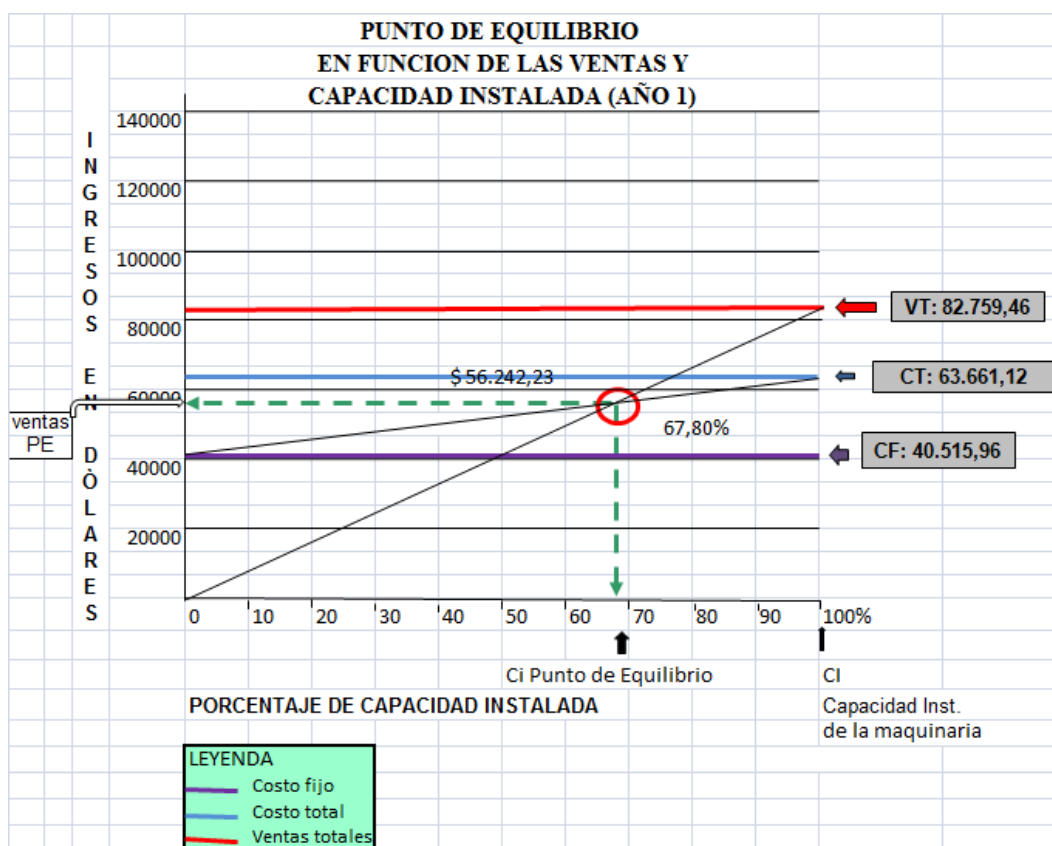 PUNTO DE EQUILIBRIO
EN FUNCION DE LAS VENTAS Y
CAPACIDAD INSTALADA (AÑO 1)
INGRESOS EN DÒLARES
140000
120000
100000
80000
60000
40000
20000
VT: 82.759,46
$ 56.242,23
CT: 63.661,12
ventas
PE
67,80%
CF: 40.515,96
0 10 20 30 40 50 60 70 80 90 100%
Ci Punto de Equilibrio
CI
PORCENTAJE DE CAPACIDAD INSTALADA
Capacidad Inst.
de la maquinaria
LEYENDA
Costo fijo
Costo total
Ventas totales